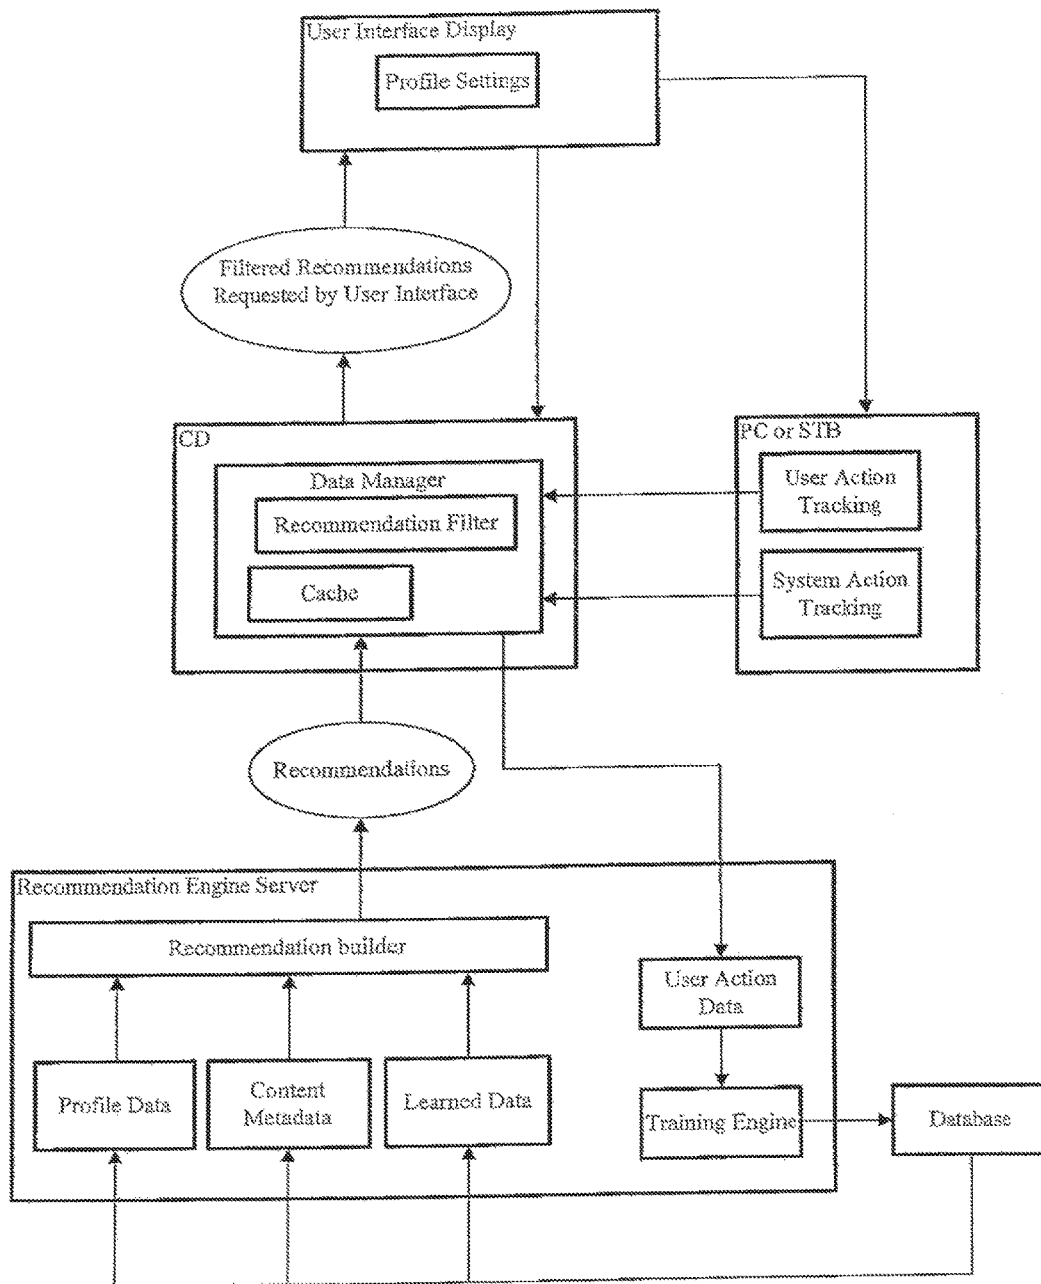 User Interface Display
Profile Settings
Filtered Recommendations
Requested by User Interface
CD
Data Manager
Recommendation Filter
Cache
PC or STB
User Action
Tracking
System Action
Tracking
Recommendations
Recommendation Engine Server
Recommendation builder
User Action
Data
Profile Data
Content
Metadata
Learned Data
Training Engine
Database